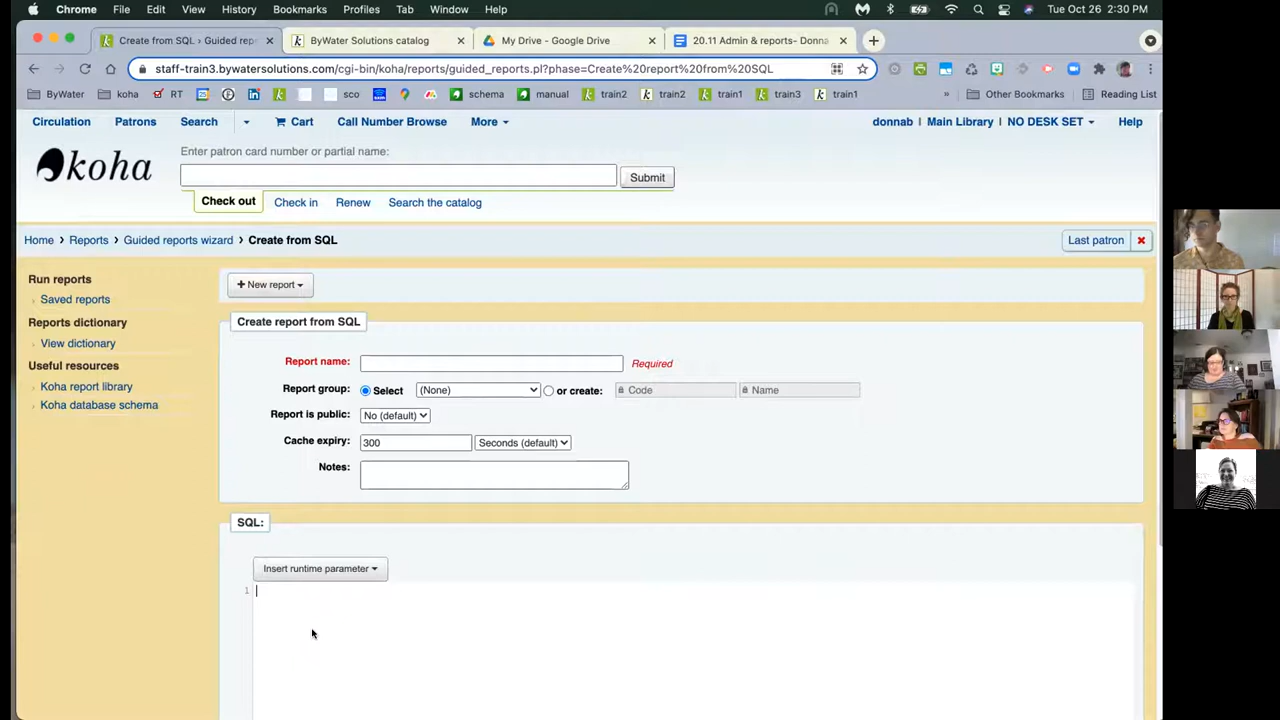 Chrome File Edit View History Bookmarks Profiles Tab Window Help Tue Oct 26 2:30 PM
Create from SQL › Guided repo ByWater Solutions catalog My Drive - Google Drive 20.11 Admin & reports- Donna
staff-train3.bywatersolutions.com/cgi-bin/koha/reports/guided_reports.pl?phase=Create%20report%20from%20SQL
ByWater koha RT sco schema manual train2 train2 train1 train3 train1 » Other Bookmarks Reading List
Circulation Patrons Search Cart Call Number Browse More donnab | Main Library | NO DESK SET Help
koha
Enter patron card number or partial name:
Submit
Check out Check in Renew Search the catalog
Home › Reports › Guided reports wizard › Create from SQL Last patron
Run reports
Saved reports
Reports dictionary
View dictionary
Useful resources
Koha report library
Koha database schema
+ New report
Create report from SQL
Report name: Required
Report group: Select (None) or create: Code Name
Report is public: No (default)
Cache expiry: 300 Seconds (default)
Notes:
SQL:
Insert runtime parameter
1